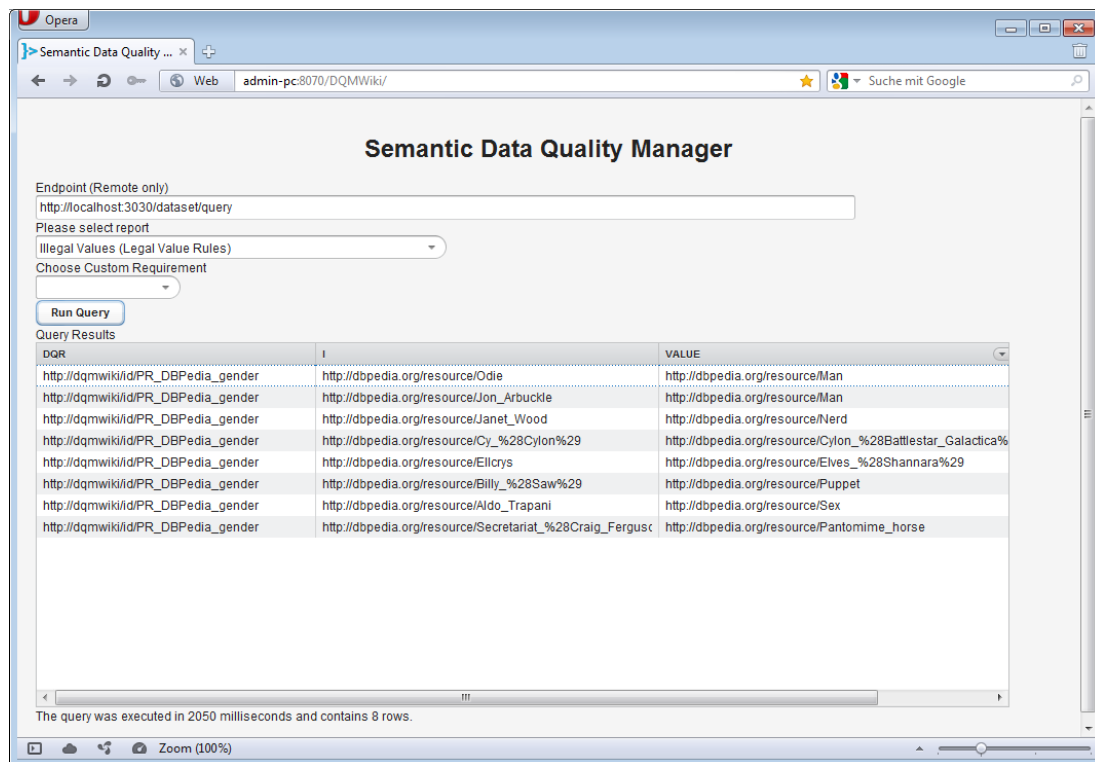 Opera
Semantic Data Quality ...
Web admin-pc:8070/DQMWiki/ Suche mit Google
Semantic Data Quality Manager
Endpoint (Remote only)
http://localhost:3030/dataset/query
Please select report
Illegal Values (Legal Value Rules)
Choose Custom Requirement
Run Query
Query Results
DQR I VALUE
http://dqmwiki/id/PR_DBPedia_gender http://dbpedia.org/resource/Odie http://dbpedia.org/resource/Man
http://dqmwiki/id/PR_DBPedia_gender http://dbpedia.org/resource/Jon_Arbuckle http://dbpedia.org/resource/Man
http://dqmwiki/id/PR_DBPedia_gender http://dbpedia.org/resource/Janet_Wood http://dbpedia.org/resource/Nerd
http://dqmwiki/id/PR_DBPedia_gender http://dbpedia.org/resource/Cy_%28Cylon%29 http://dbpedia.org/resource/Cylon_%28Battlestar_Galactica%
http://dqmwiki/id/PR_DBPedia_gender http://dbpedia.org/resource/Ellcrys http://dbpedia.org/resource/Elves_%28Shannara%29
http://dqmwiki/id/PR_DBPedia_gender http://dbpedia.org/resource/Billy_%28Saw%29 http://dbpedia.org/resource/Puppet
http://dqmwiki/id/PR_DBPedia_gender http://dbpedia.org/resource/Aldo_Trapani http://dbpedia.org/resource/Sex
http://dqmwiki/id/PR_DBPedia_gender http://dbpedia.org/resource/Secretariat_%28Craig_Ferguso http://dbpedia.org/resource/Pantomime_horse
The query was executed in 2050 milliseconds and contains 8 rows.
Zoom (100%)